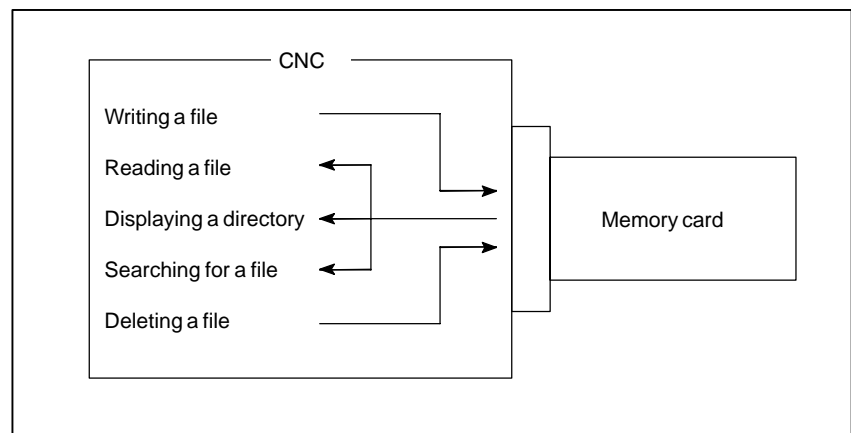 CNC
Writing a file
Reading a file
Displaying a directory
Memory card
Searching for a file
Deleting a file